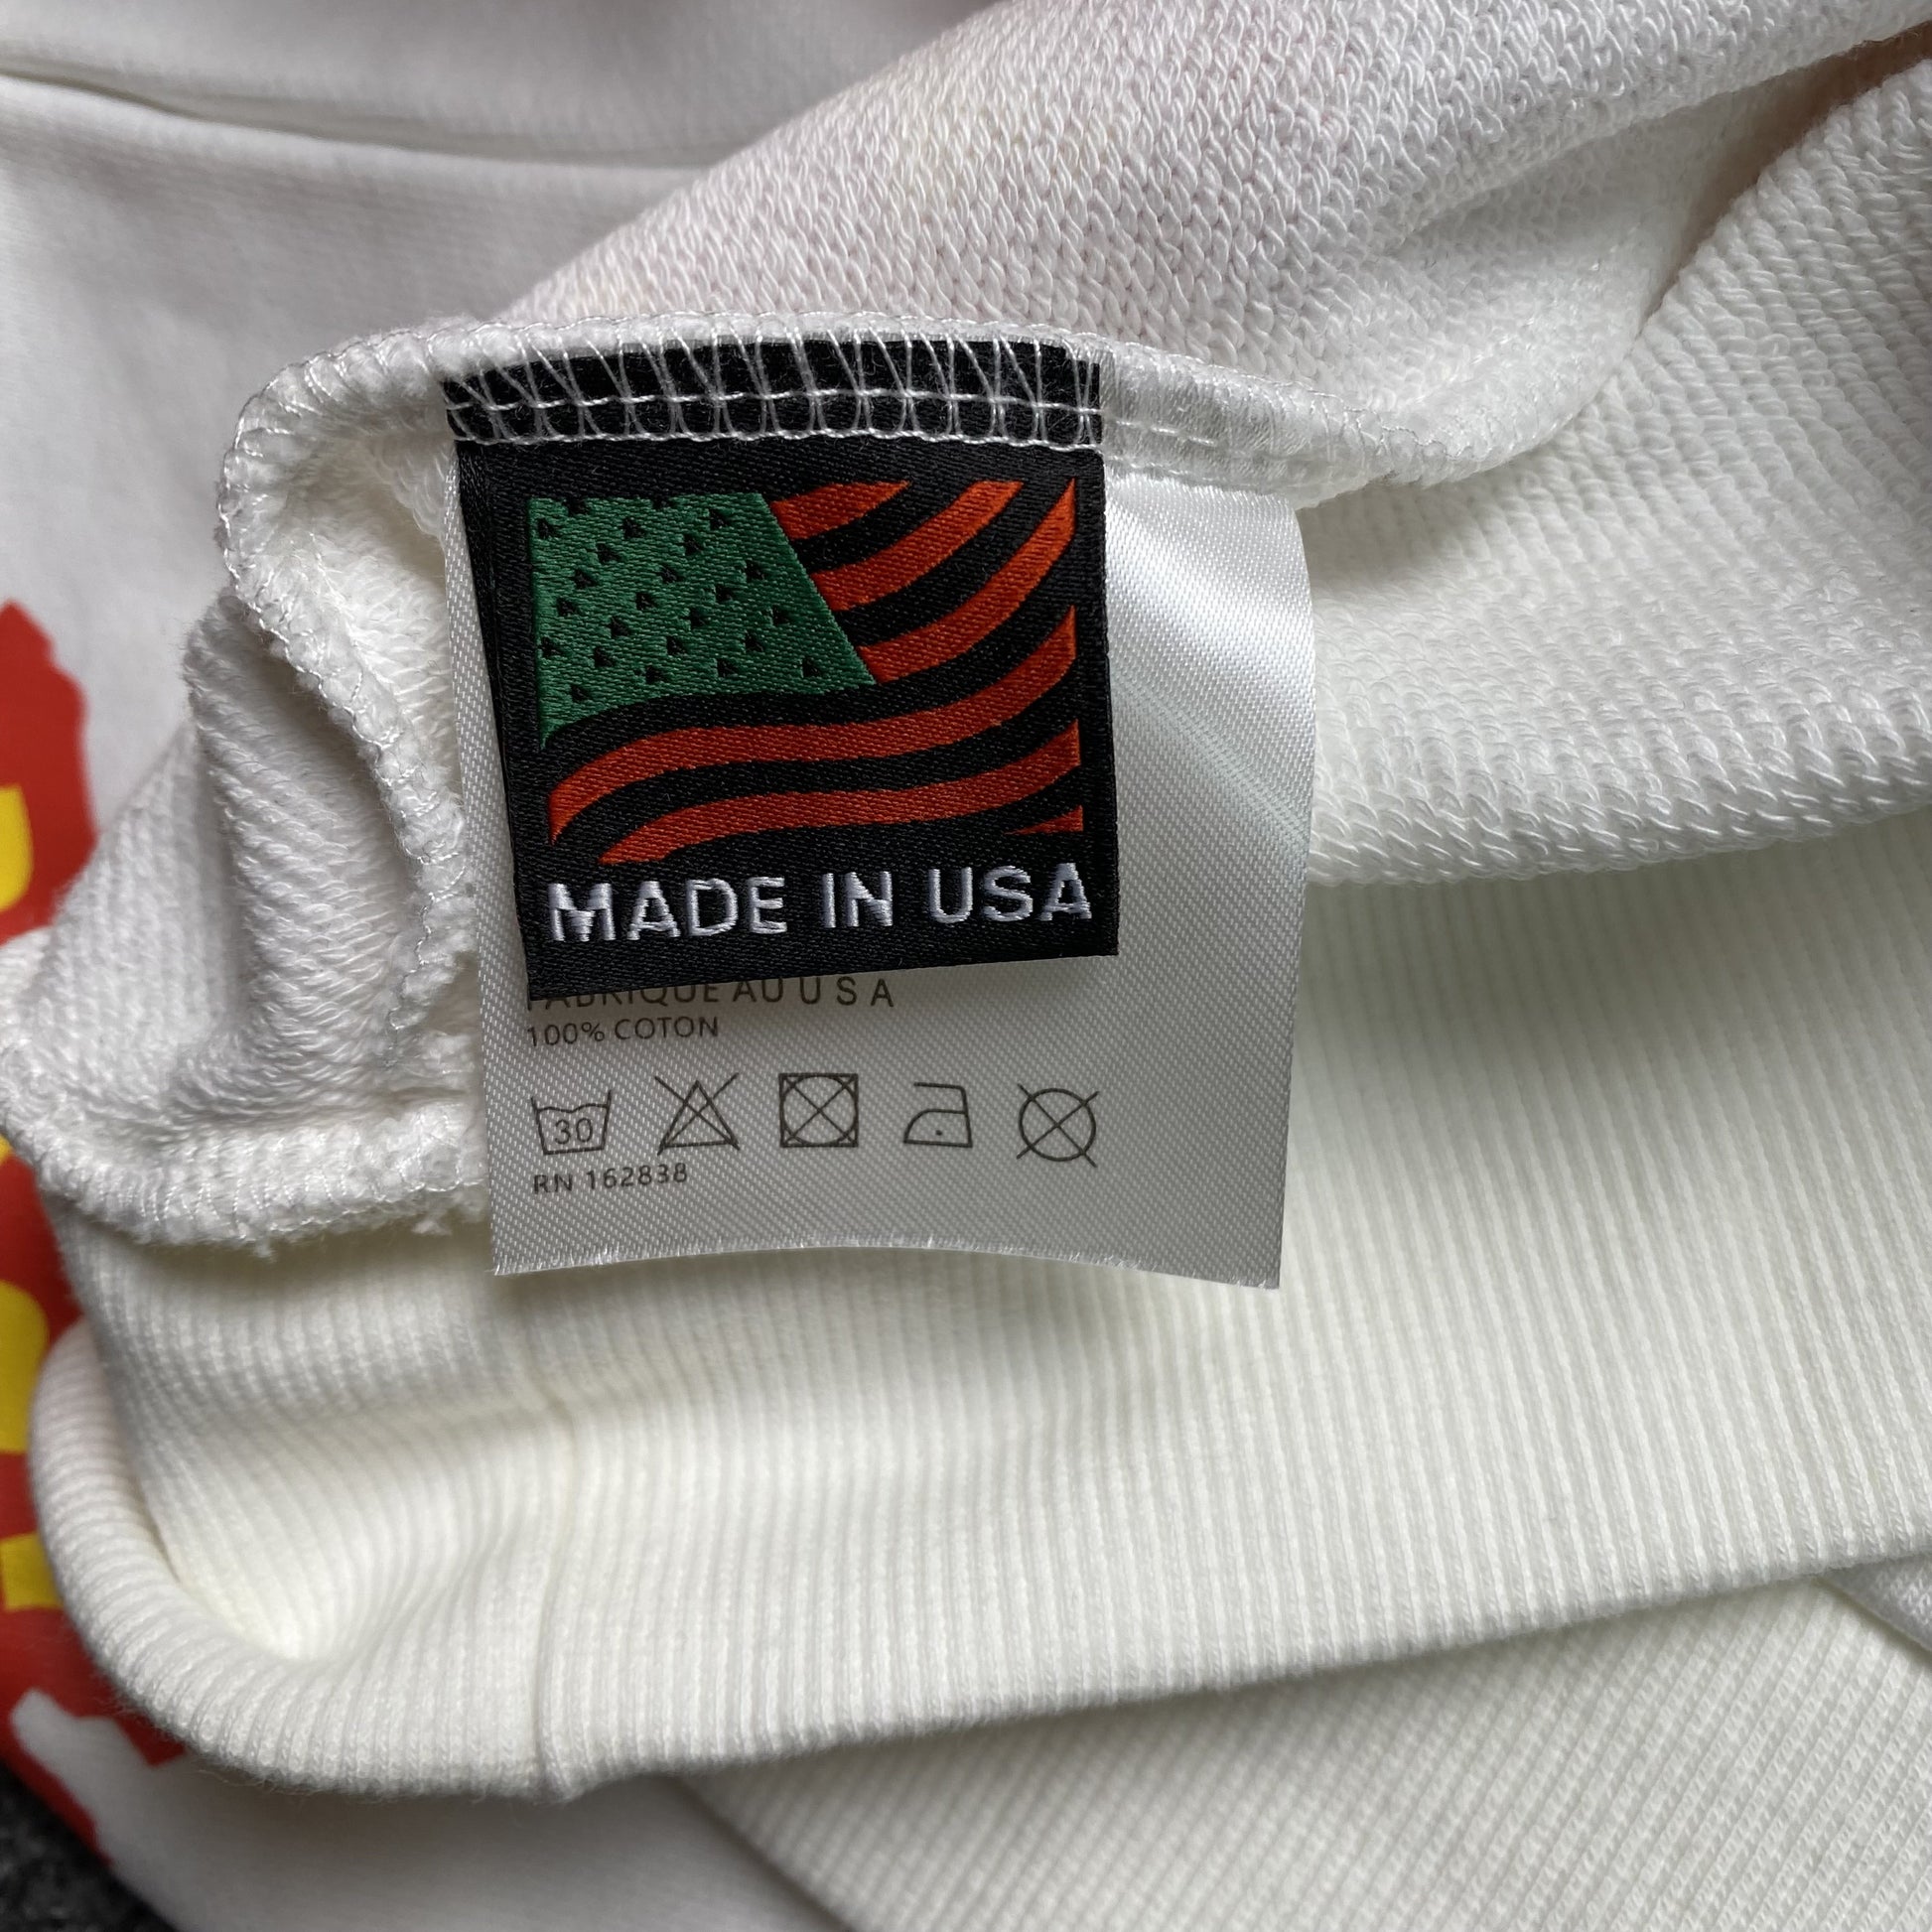 MADE IN USA
FABRIQUE AU U S A
100% COTON
30
RN 162838